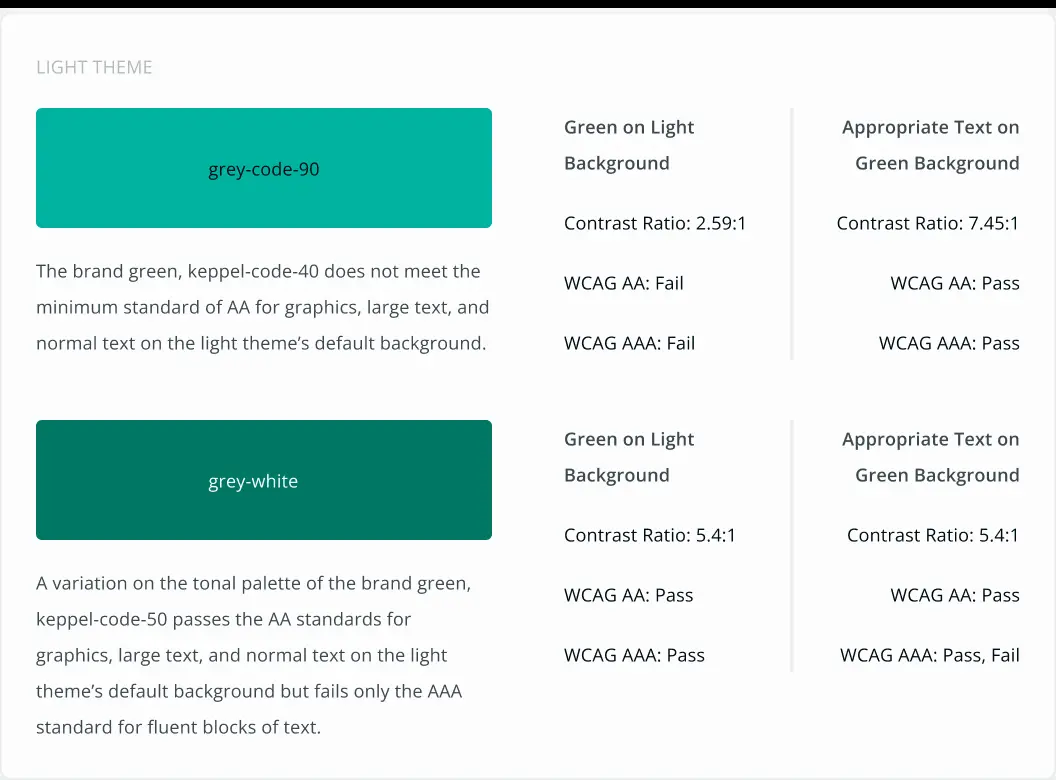 LIGHT THEME
grey-code-90
The brand green, keppel-code-40 does not meet the
minimum standard of AA for graphics, large text, and
normal text on the light theme’s default background.
Green on Light
Background
Contrast Ratio: 2.59:1
WCAG AA: Fail
WCAG AAA: Fail
Appropriate Text on
Green Background
Contrast Ratio: 7.45:1
WCAG AA: Pass
WCAG AAA: Pass
grey-white
A variation on the tonal palette of the brand green,
keppel-code-50 passes the AA standards for
graphics, large text, and normal text on the light
theme’s default background but fails only the AAA
standard for fluent blocks of text.
Green on Light
Background
Contrast Ratio: 5.4:1
WCAG AA: Pass
WCAG AAA: Pass
Appropriate Text on
Green Background
Contrast Ratio: 5.4:1
WCAG AA: Pass
WCAG AAA: Pass, Fail